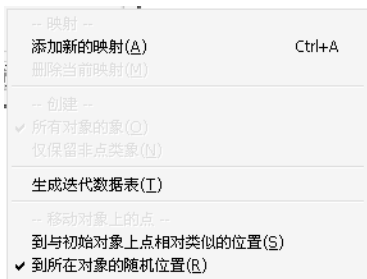 -- 映射 --
添加新的映射(A) Ctrl+A
删除当前映射(M)
-- 创建 --
✓ 所有对象的象(O)
仅保留非点类象(N)
生成迭代数据表(T)
-- 移动对象上的点 --
到与初始对象上点相对类似的位置(S)
✓ 到所在对象的随机位置(R)